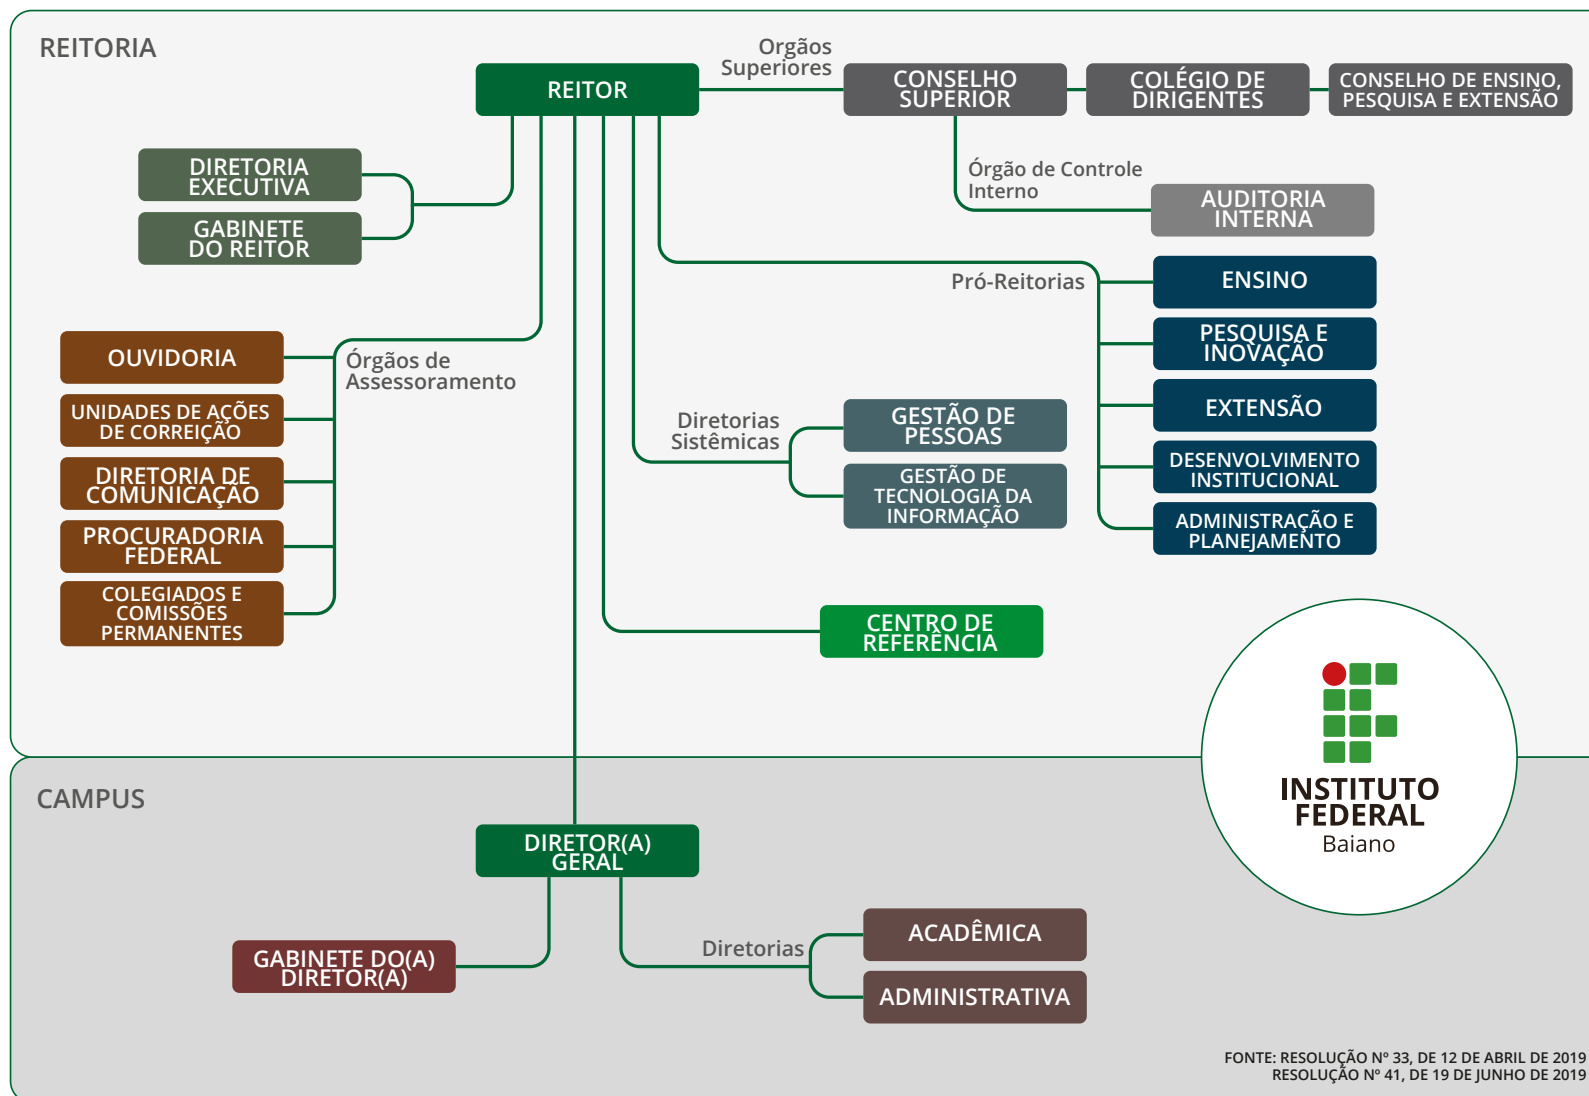 REITORIA
REITOR
Orgãos
Superiores
CONSELHO
SUPERIOR
COLÉGIO DE
DIRIGENTES
CONSELHO DE ENSINO,
PESQUISA E EXTENSÃO
DIRETORIA
EXECUTIVA
GABINETE
DO REITOR
Órgão de Controle
Interno
AUDITORIA
INTERNA
Pró-Reitorias
ENSINO
PESQUISA E
INOVAÇÃO
EXTENSÃO
DESENVOLVIMENTO
INSTITUCIONAL
ADMINISTRAÇÃO E
PLANEJAMENTO
Órgãos de
Assessoramento
OUVIDORIA
UNIDADES DE AÇÕES
DE CORREIÇÃO
DIRETORIA DE
COMUNICAÇÃO
PROCURADORIA
FEDERAL
COLEGIADOS E
COMISSÕES
PERMANENTES
Diretorias
Sistêmicas
GESTÃO DE
PESSOAS
GESTÃO DE
TECNOLOGIA DA
INFORMAÇÃO
CENTRO DE
REFERÊNCIA
INSTITUTO
FEDERAL
Baiano
CAMPUS
DIRETOR(A)
GERAL
GABINETE DO(A)
DIRETOR(A)
Diretorias
ACADÊMICA
ADMINISTRATIVA
FONTE: RESOLUÇÃO Nº 33, DE 12 DE ABRIL DE 2019
RESOLUÇÃO Nº 41, DE 19 DE JUNHO DE 2019